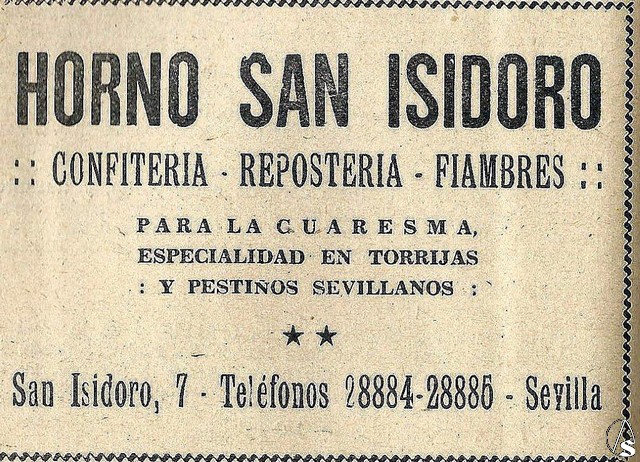 HORNO SAN ISIDORO
:: CONFITERIA - REPOSTERIA - FIAMBRES ::
PARA LA CUARESMA,
ESPECIALIDAD EN TORRIJAS
: Y PESTIÑOS SEVILLANOS :
★ ★
San Isidoro, 7 - Teléfonos 28884-28885 - Sevilla